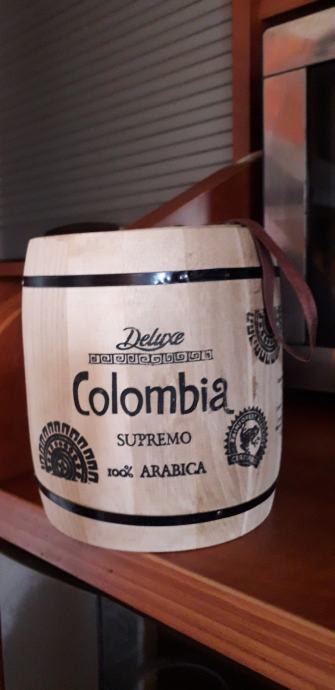 Deluxe
Colombia
SUPREMO
100% ARABICA